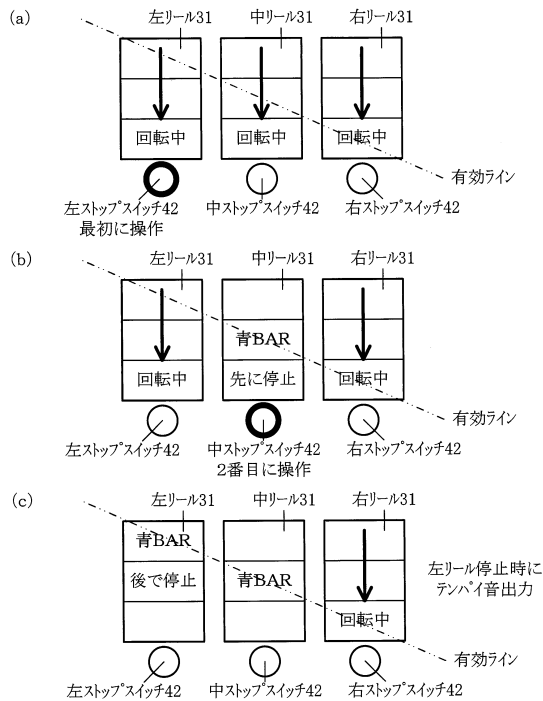 (a)
左リール31 中リール31 右リール31
回転中 回転中 回転中
有効ライン
左ストップスイッチ42 中ストップスイッチ42 右ストップスイッチ42
最初に操作
(b)
左リール31 中リール31 右リール31
青BAR
回転中 先に停止 回転中
有効ライン
左ストップスイッチ42 中ストップスイッチ42 右ストップスイッチ42
2番目に操作
(c)
左リール31 中リール31 右リール31
青BAR
後で停止 青BAR
左リール停止時に
テンパイ音出力
回転中
有効ライン
左ストップスイッチ42 中ストップスイッチ42 右ストップスイッチ42